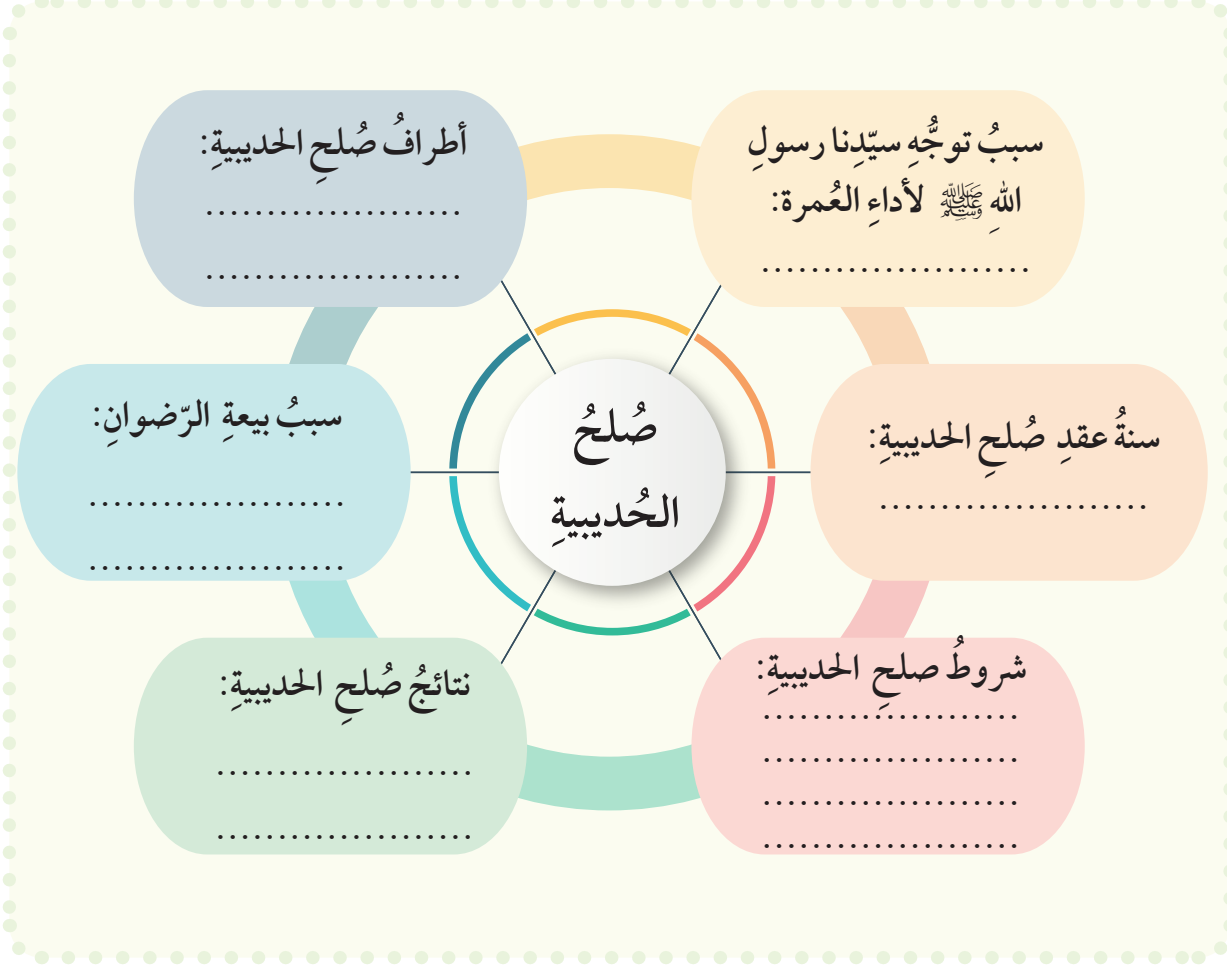 صُلحُ
الحُديبيةِ
سببُ توجُّهِ سيّدِنا رسولِ
اللهِ ﷺ لأداءِ العُمرة:
......................
سنةُ عقدِ صُلحِ الحديبيةِ:
......................
شروطُ صلحِ الحديبيةِ:
.....................
.....................
.....................
.....................
نتائجُ صُلحِ الحديبيةِ:
.....................
.....................
سببُ بيعةِ الرّضوانِ:
.....................
.....................
أطرافُ صُلحِ الحديبيةِ:
.....................
.....................